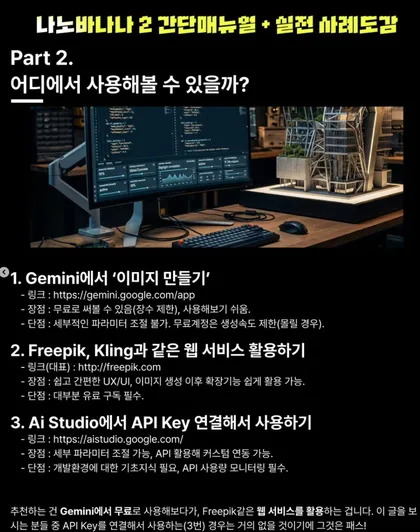 나노바나나 2 간단매뉴얼 + 실전 사례도감
Part 2.
어디에서 사용해볼 수 있을까?
1. Gemini에서 ‘이미지 만들기’
- 링크 : https://gemini.google.com/app
- 장점 : 무료로 써볼 수 있음(장수 제한), 사용해보기 쉬움.
- 단점 : 세부적인 파라미터 조절 불가. 무료계정은 생성속도 제한(몰릴 경우).
2. Freepik, Kling과 같은 웹 서비스 활용하기
- 링크(대표) : http://freepik.com
- 장점 : 쉽고 간편한 UX/UI, 이미지 생성 이후 확장기능 쉽게 활용 가능.
- 단점 : 대부분 유료 구독 필수.
3. Ai Studio에서 API Key 연결해서 사용하기
- 링크 : https://aistudio.google.com/
- 장점 : 세부 파라미터 조절 가능, API 활용해 커스텀 연동 가능.
- 단점 : 개발환경에 대한 기초지식 필요, API 사용량 모니터링 필수.
추천하는 건 Gemini에서 무료로 사용해보다가, Freepik같은 웹 서비스를 활용하는 겁니다. 이 글을 보
시는 분들 중 API Key를 연결해서 사용하는(3번) 경우는 거의 없을 것이기에 그것은 패스!